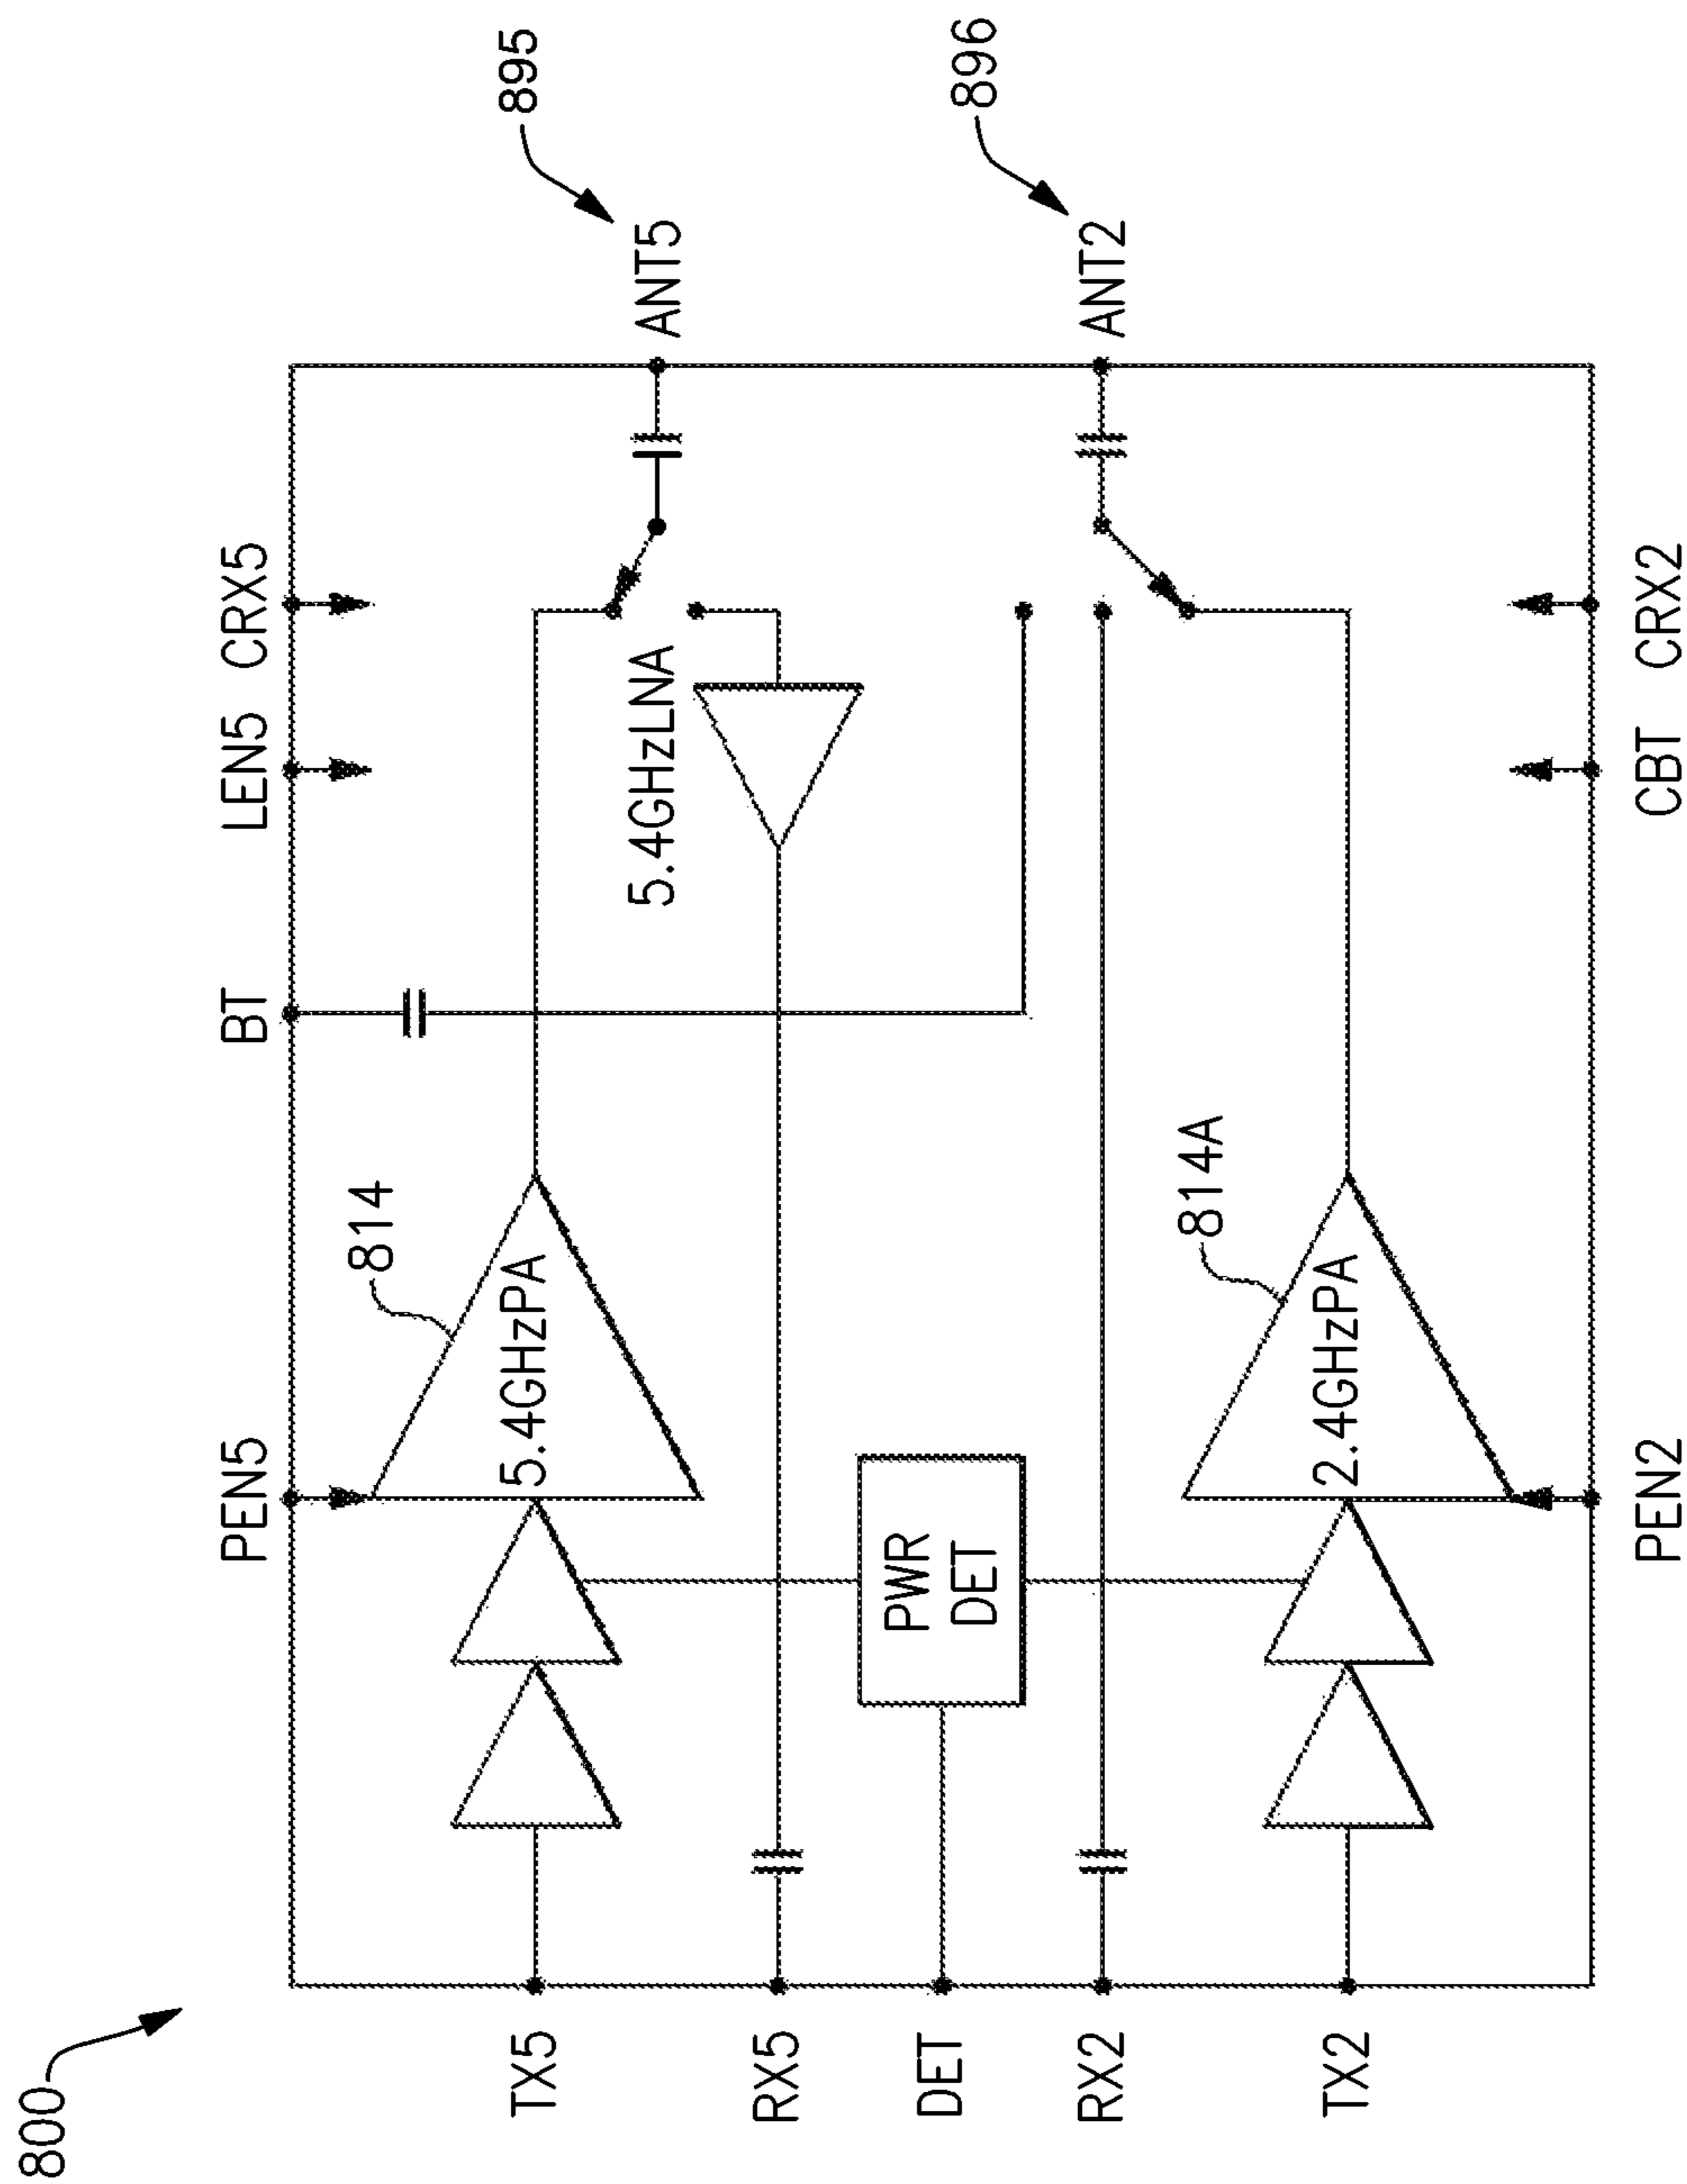 800
PEN5
BT
LEN5
CRX5
814
895
TX5
5.4GHzPA
5.4GHzLNA
ANT5
RX5
DET
PWR
DET
896
RX2
ANT2
814A
TX2
2.4GHzPA
PEN2
CBT
CRX2